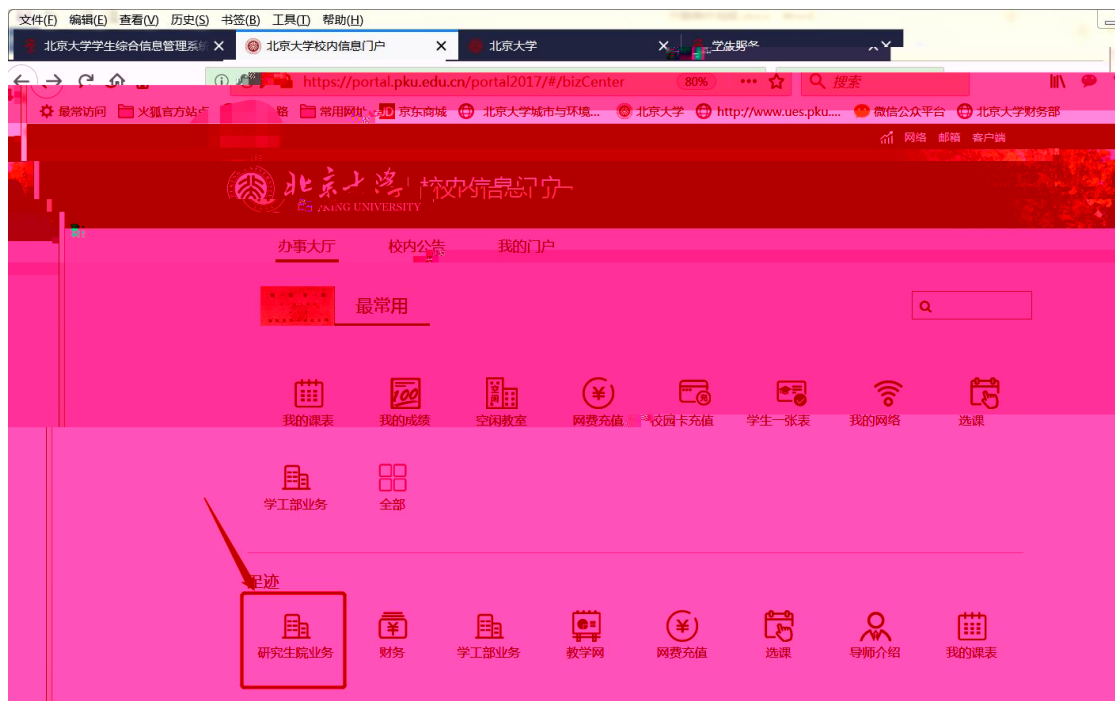 文件(F) 编辑(E) 查看(V) 历史(S) 书签(B) 工具(T) 帮助(H)
北京大学学生综合信息管理系统 × 北京大学校内信息门户 × 北京大学 × 学生服务 ×
https://portal.pku.edu.cn/portal2017/#/bizCenter 80% 搜索
最常访问 火狐官方站点 常用网址 JD 京东商城 北京大学城市与环境... 北京大学 http://www.ues.pku.... 微信公众平台 北京大学财务部
网络 邮箱 客户端
北京大学 校内信息门户
PEKING UNIVERSITY
办事大厅 校内公告 我的门户
最常用
我的课表 我的成绩 空闲教室 网费充值 校园卡充值 学生一张表 我的网络 选课
学工部业务 全部
足迹
研究生院业务 财务 学工部业务 教学网 网费充值 选课 导师介绍 我的课表